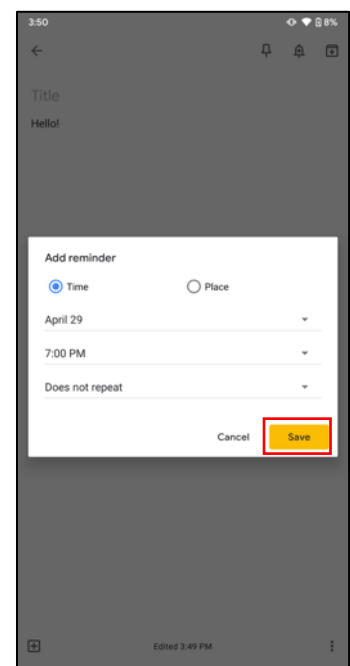 3:50 8%
Title
Hello!
Add reminder
Time Place
April 29
7:00 PM
Does not repeat
Cancel Save
Edited 3:49 PM